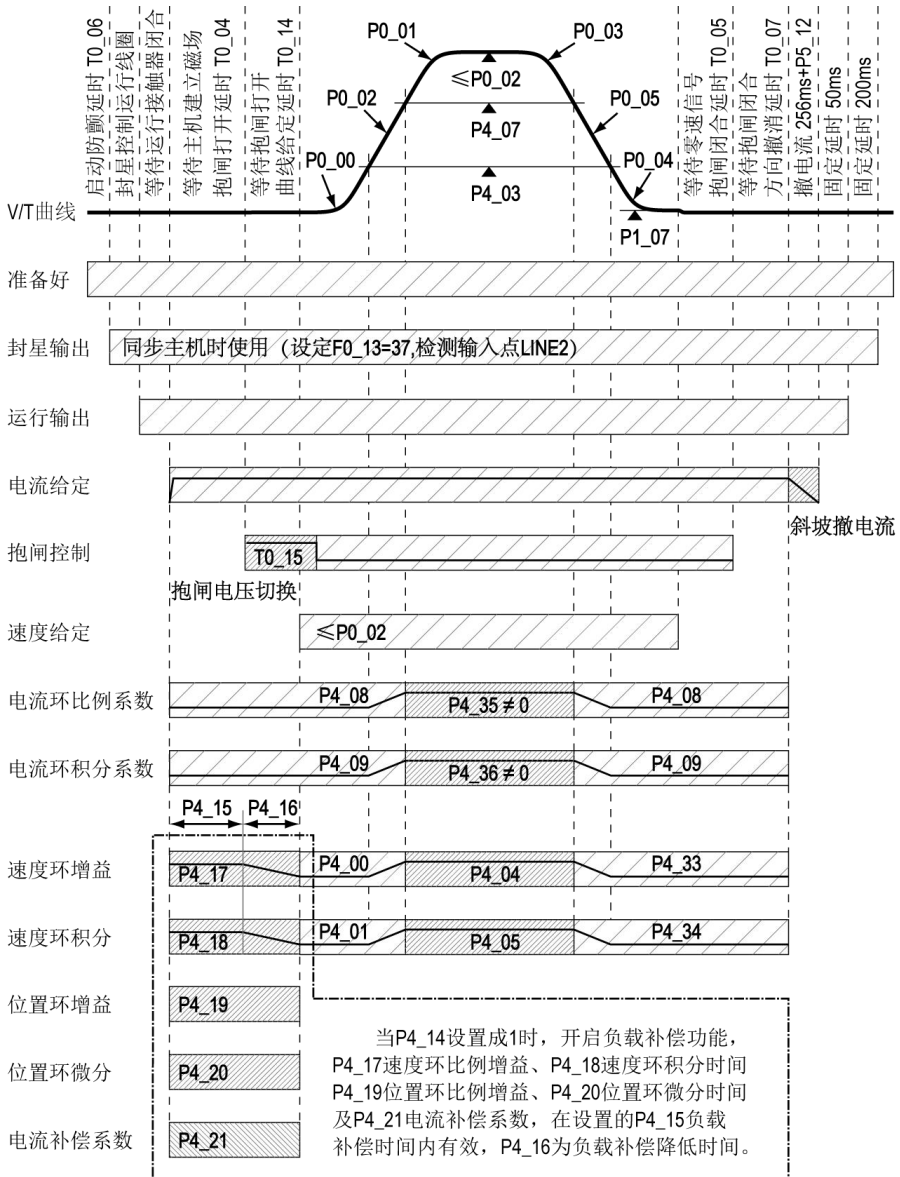 启动防颤延时 T0_06
封星控制运行线圈
等待运行接触器闭合
等待主机建立磁场
抱闸打开延时 T0_04
等待抱闸打开
曲线给定延时 T0_14
P0_01
P0_03
≤P0_02
P0_02
P0_05
P4_07
P0_00
P0_04
P4_03
P1_07
等待零速信号
抱闸闭合延时 T0_05
等待抱闸闭合
方向撤消延时 T0_07
撤电流 256ms+P5_12
固定延时 50ms
固定延时 200ms
V/T曲线
准备好
封星输出
同步主机时使用（设定F0_13=37,检测输入点LINE2）
运行输出
电流给定
斜坡撤电流
抱闸控制
T0_15
抱闸电压切换
速度给定
≤P0_02
电流环比例系数
P4_08
P4_35 ≠ 0
P4_08
电流环积分系数
P4_09
P4_36 ≠ 0
P4_09
P4_15
P4_16
速度环增益
P4_17
P4_00
P4_04
P4_33
速度环积分
P4_18
P4_01
P4_05
P4_34
位置环增益
P4_19
位置环微分
P4_20
电流补偿系数
P4_21
当P4_14设置成1时，开启负载补偿功能，
P4_17速度环比例增益、P4_18速度环积分时间
P4_19位置环比例增益、P4_20位置环微分时间
及P4_21电流补偿系数，在设置的P4_15负载
补偿时间内有效，P4_16为负载补偿降低时间。